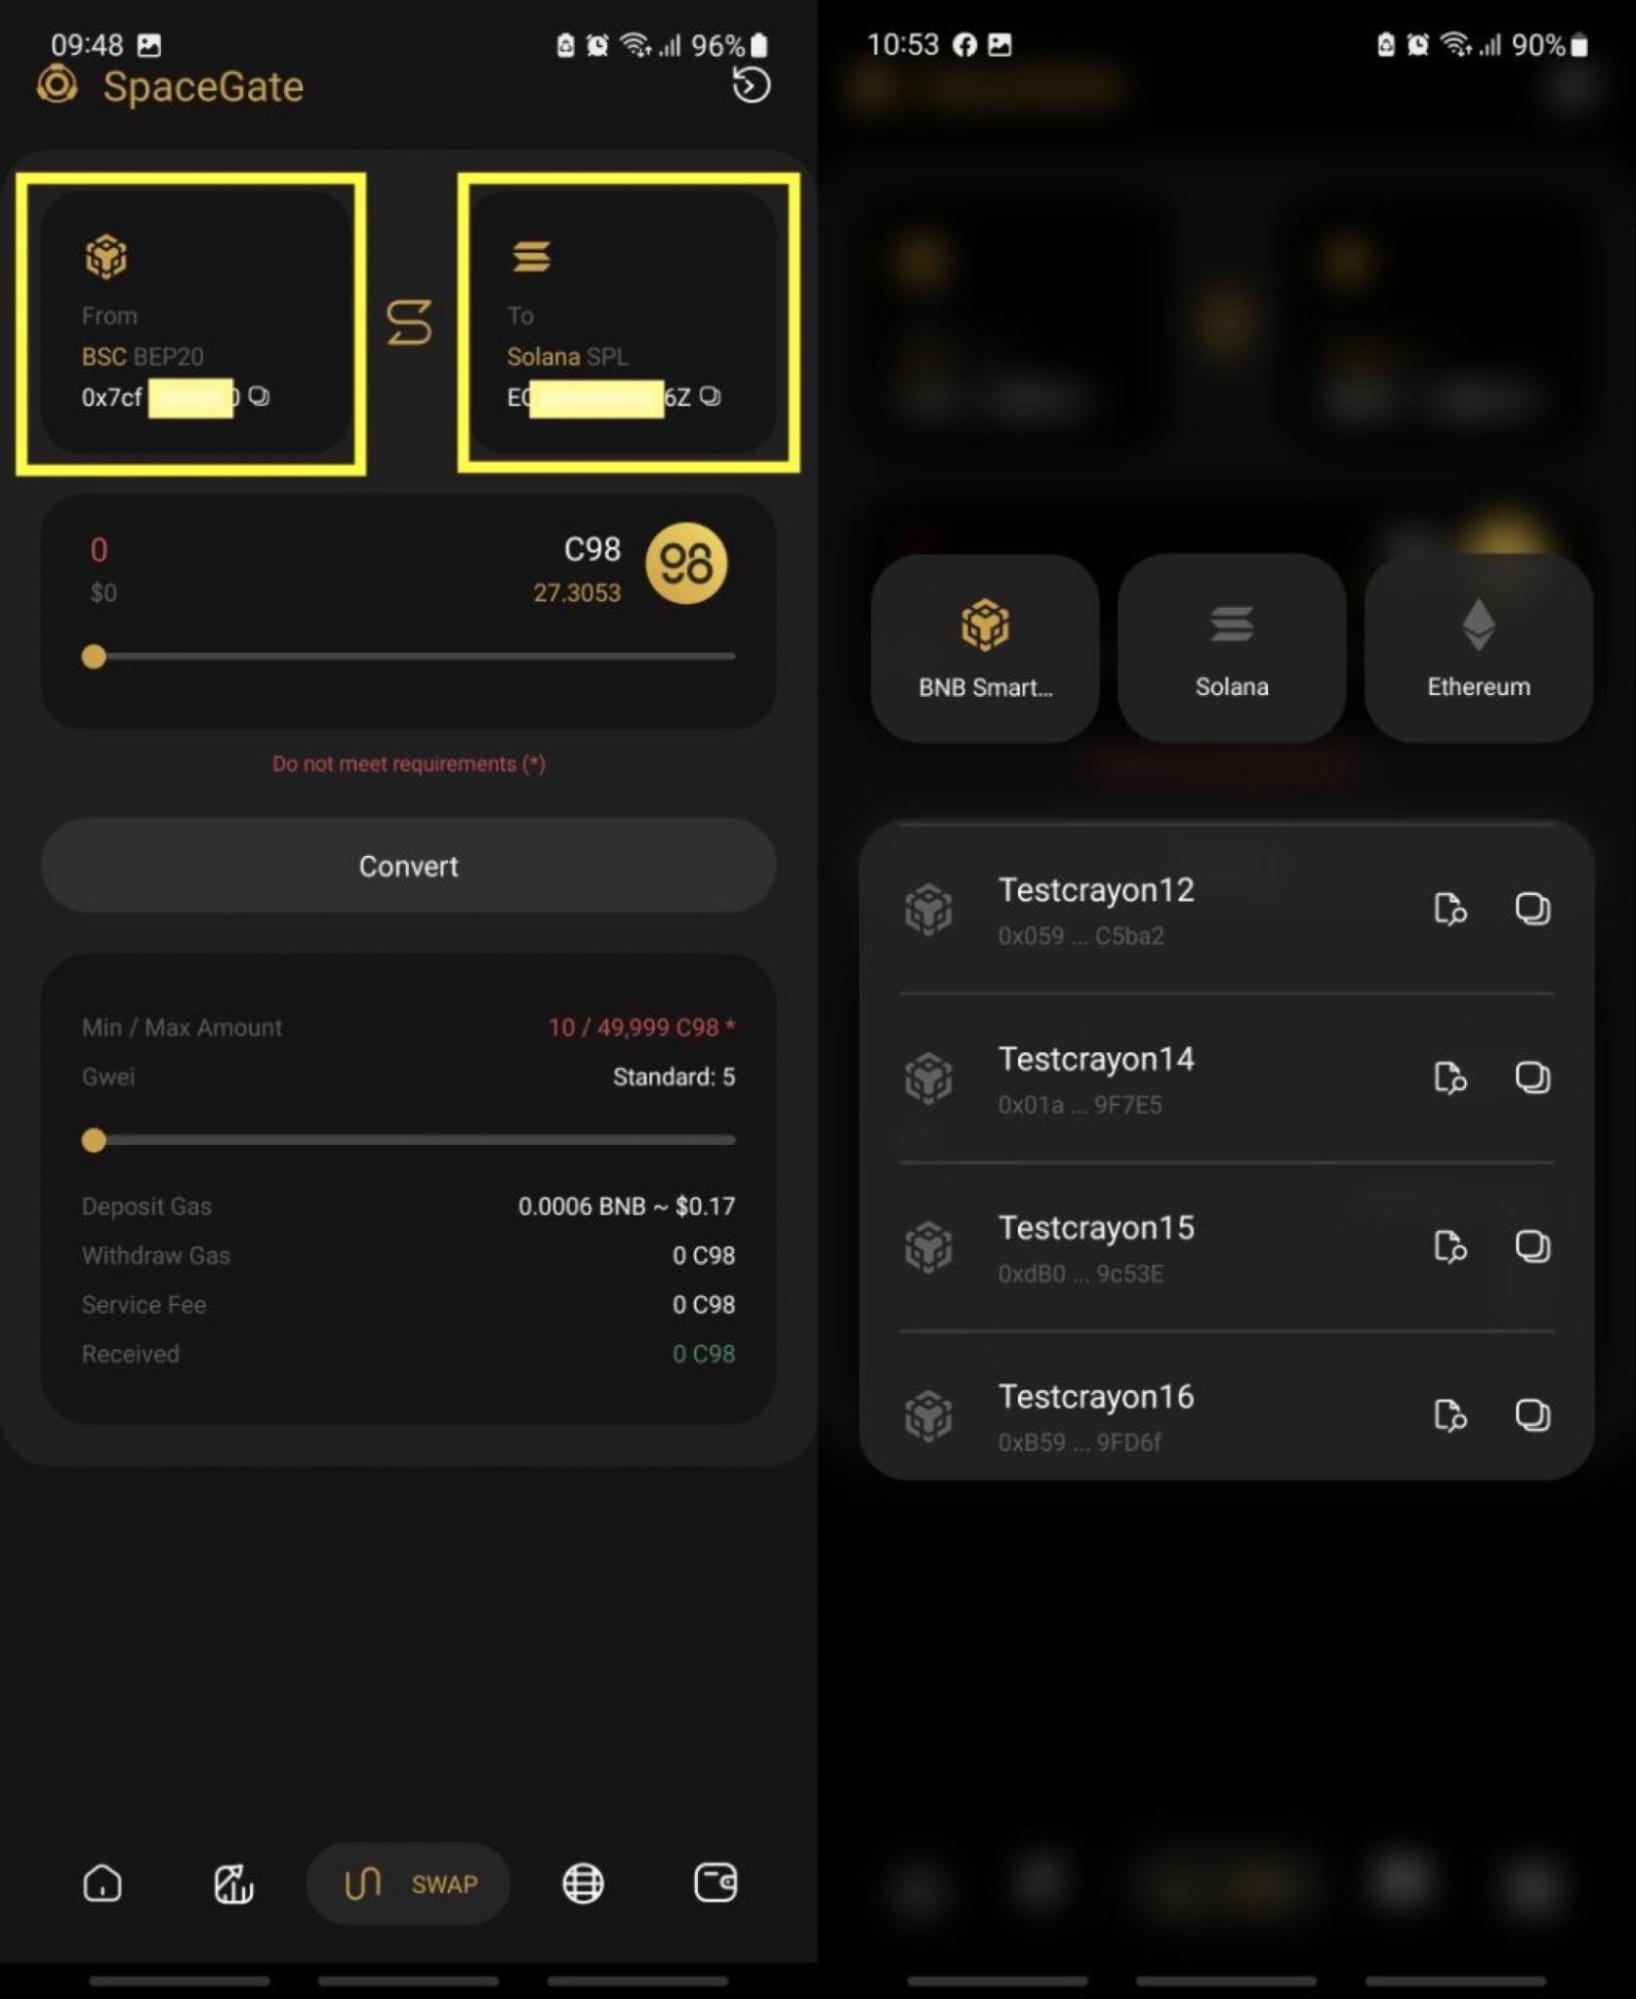 09:48
96%
SpaceGate
From
BSC BEP20
0x7cf
To
Solana SPL
6Z
0
$0
C98
27.3053
Do not meet requirements (*)
Convert
Min / Max Amount
10 / 49,999 C98 *
Gwei
Standard: 5
Deposit Gas
0.0006 BNB ~ $0.17
Withdraw Gas
0 C98
Service Fee
0 C98
Received
0 C98
SWAP
10:53
90%
BNB Smart...
Solana
Ethereum
Testcrayon12
0x059 ... C5ba2
Testcrayon14
0x01a ... 9F7E5
Testcrayon15
0xdB0 ... 9c53E
Testcrayon16
0xB59 ... 9FD6f